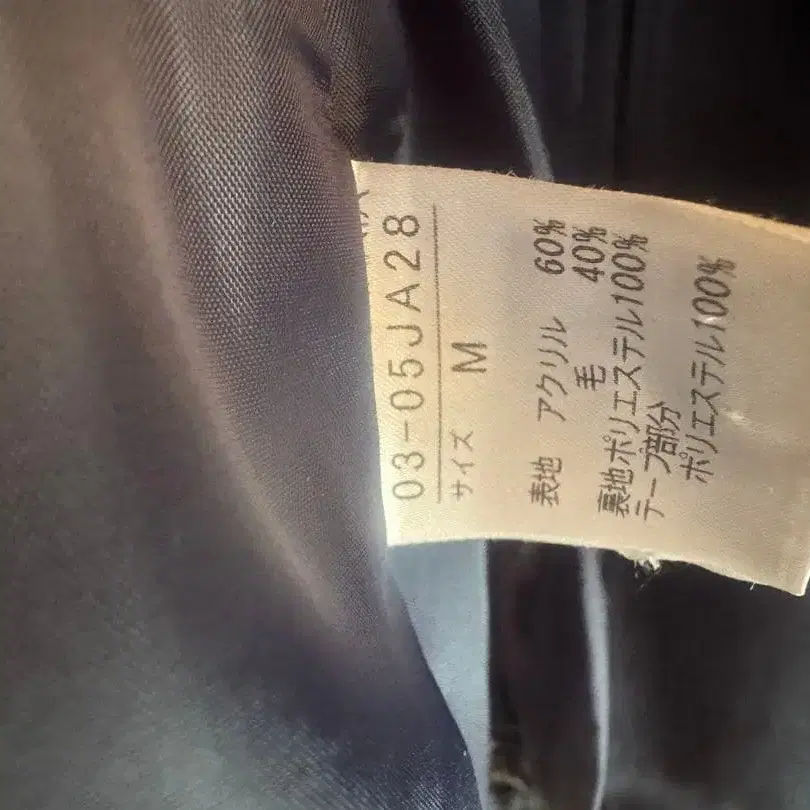 03-05JA28
サイズ M
表地 アクリル 60%
毛 40%
裏地ポリエステル100%
テープ部分
ポリエステル100%